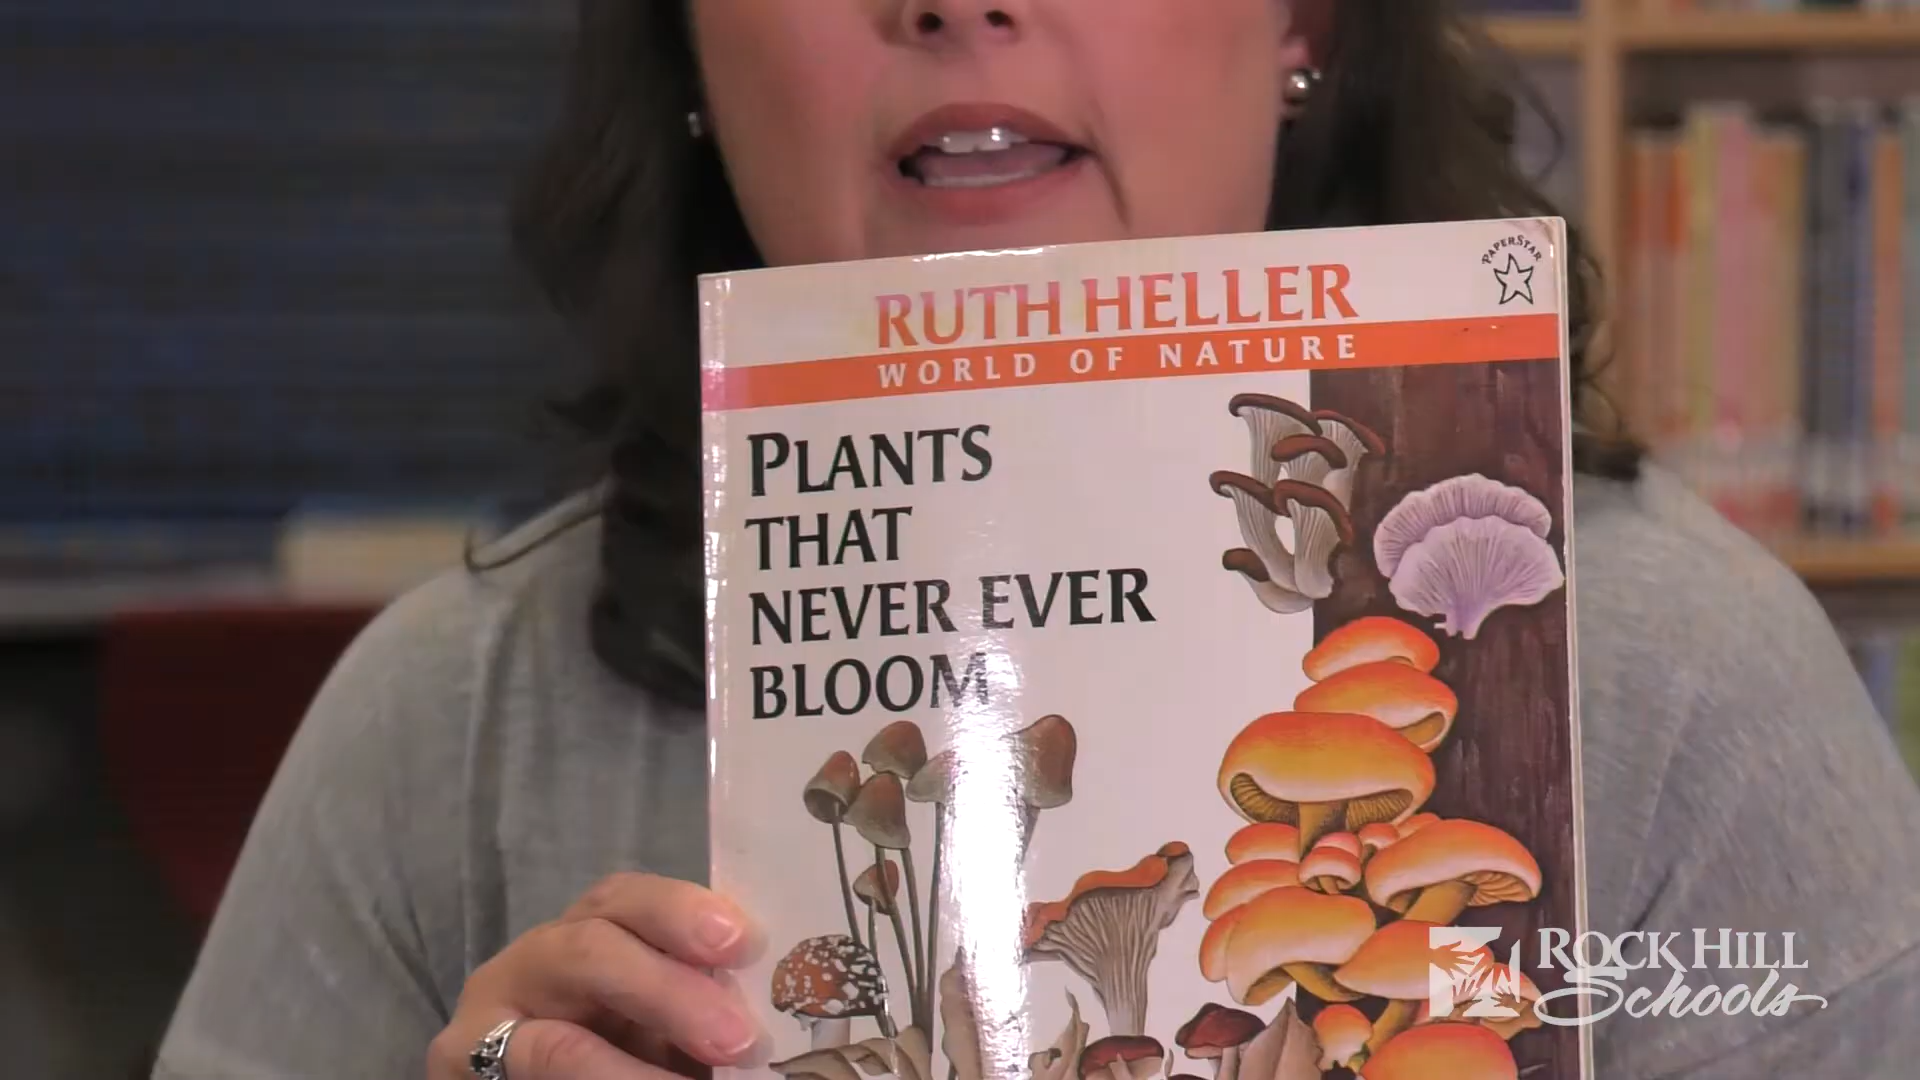 PAPERSTAR
RUTH HELLER
WORLD OF NATURE
PLANTS
THAT
NEVER EVER
BLOOM
ROCK HILL
Schools